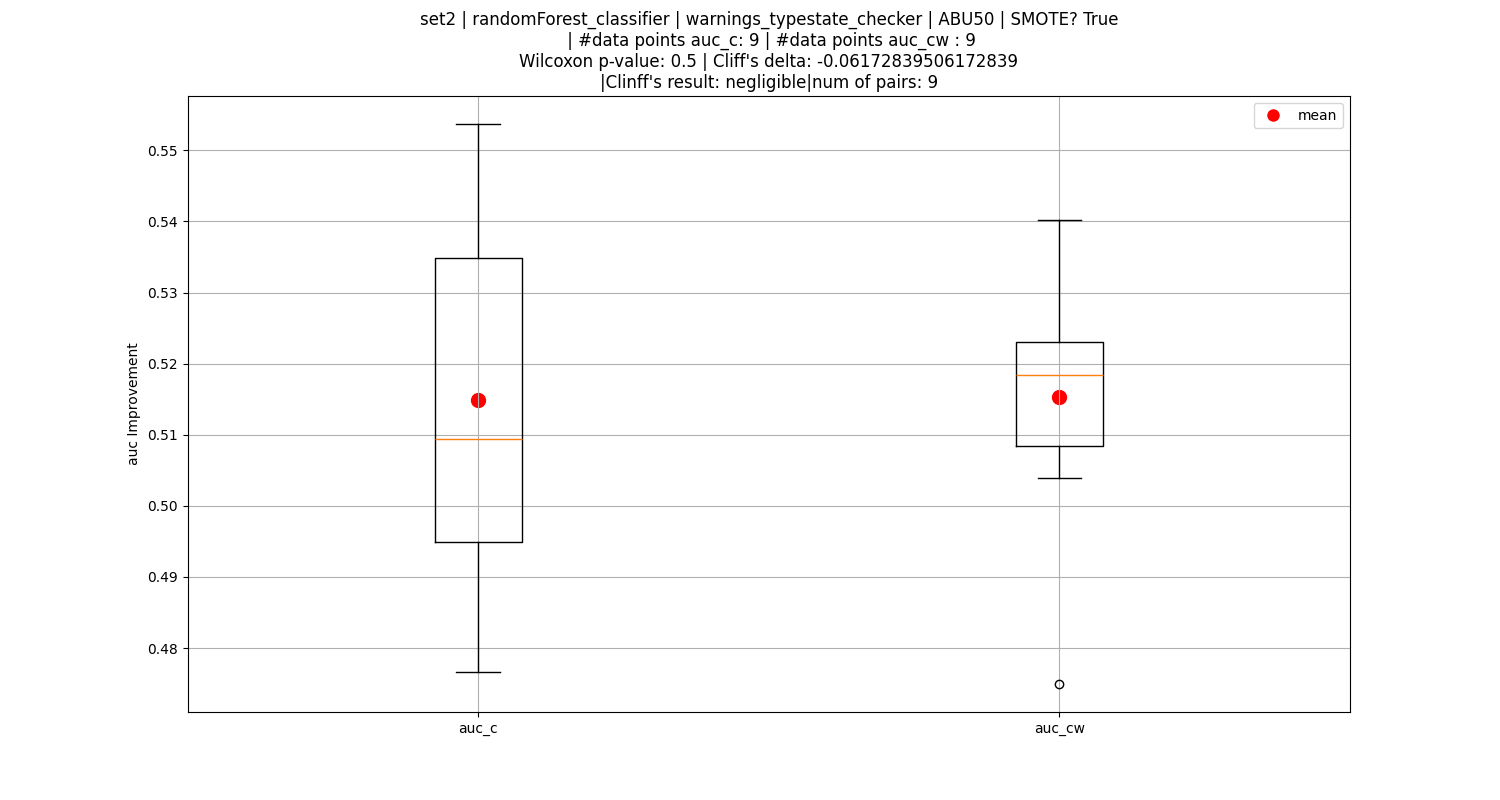 set2 | randomForest_classifier | warnings_typestate_checker | ABU50 | SMOTE? True
| #data points auc_c: 9 | #data points auc_cw : 9
Wilcoxon p-value: 0.5 | Cliff's delta: -0.06172839506172839
|Clinff's result: negligible|num of pairs: 9
mean
0.55
0.54
0.53
0.52
0.51
0.50
0.49
0.48
auc Improvement
auc_c
auc_cw